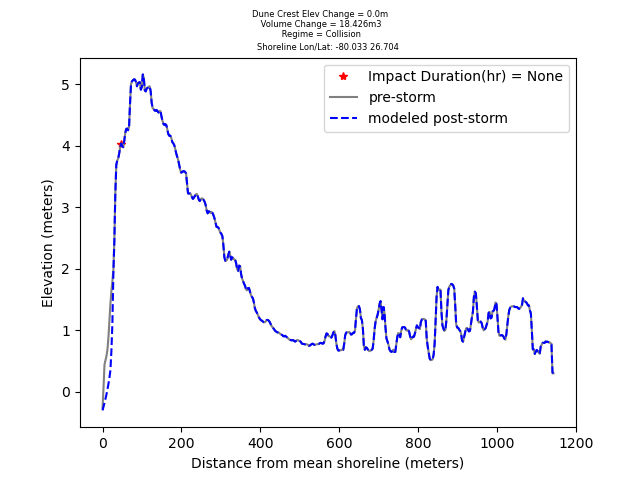 Dune Crest Elev Change = 0.0m
Volume Change = 18.426m3
Regime = Collision
Shoreline Lon/Lat: -80.033 26.704
Impact Duration(hr) = None
pre-storm
modeled post-storm
Elevation (meters)
5
4
3
2
1
0
0 200 400 600 800 1000 1200
Distance from mean shoreline (meters)